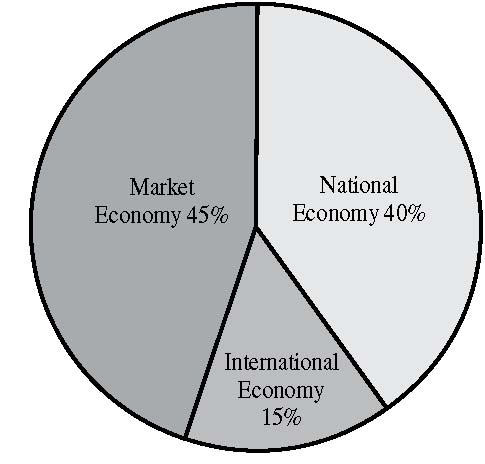 Market
Economy 45%
National
Economy 40%
International
Economy
15%